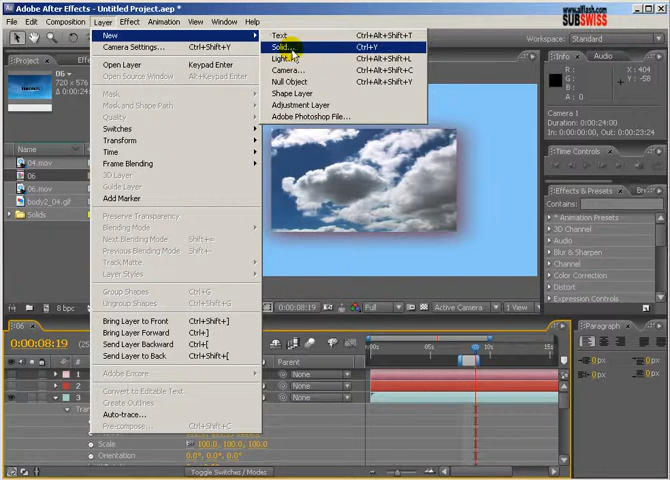 Adobe After Effects - Untitled Project.aep *
www.alflash.com
SUBSWISS
File Edit Composition Layer Effect Animation View Window Help
Workspace: Standard
New
Camera Settings... Ctrl+Shift+Y
Open Layer Keypad Enter
Open Source Window Alt+Keypad Enter
Mask
Mask and Shape Path
Quality
Switches
Transform
Time
Frame Blending
3D Layer
Guide Layer
Add Marker
Preserve Transparency
Blending Mode
Next Blending Mode Shift+=
Previous Blending Mode Shift+-
Track Matte
Layer Styles
Group Shapes Ctrl+G
Ungroup Shapes Ctrl+Shift+G
Bring Layer to Front Ctrl+Shift+]
Bring Layer Forward Ctrl+]
Send Layer Backward Ctrl+[
Send Layer to Back Ctrl+Shift+[
Adobe Encore
Convert to Editable Text
Create Outlines
Auto-trace...
Pre-compose... Ctrl+Shift+C
Text Ctrl+Alt+Shift+T
Solid... Ctrl+Y
Light... Ctrl+Alt+Shift+L
Camera... Ctrl+Alt+Shift+C
Null Object Ctrl+Alt+Shift+Y
Shape Layer
Adjustment Layer
Adobe Photoshop File...
Project
06
720 x 576
Name
04.mov
06
06.mov
body2_04.gif
Solids
8 bpc
0:00:08:19
Full
Active Camera
1 View
Info
X : 404
Y : -58
R :
G :
B :
A : 0
Camera 1
Duration: 0:00:24:00
In: 0:00:00:00, Out: 0:00:23:24
Time Controls
Effects & Presets
Contains:
* Animation Presets
3D Channel
Audio
Blur & Sharpen
Channel
Color Correction
Distort
Expression Controls
Generate
06
0:00:08:19
Parent
1 None
2 None
3 None
Scale 100.0, 100.0, 100.0%
Orientation 0.0°, 0.0°, 0.0°
Toggle Switches / Modes
:00s 05s 10s 15s
Paragraph
0 px 0 px
0 px 0 px